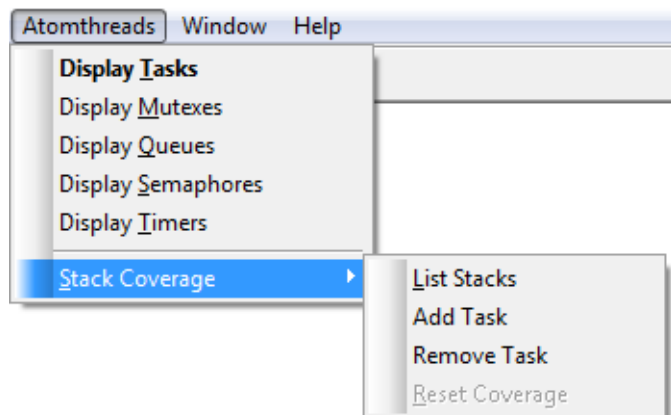 Atomthreads Window Help
Display Tasks
Display Mutexes
Display Queues
Display Semaphores
Display Timers
Stack Coverage
List Stacks
Add Task
Remove Task
Reset Coverage